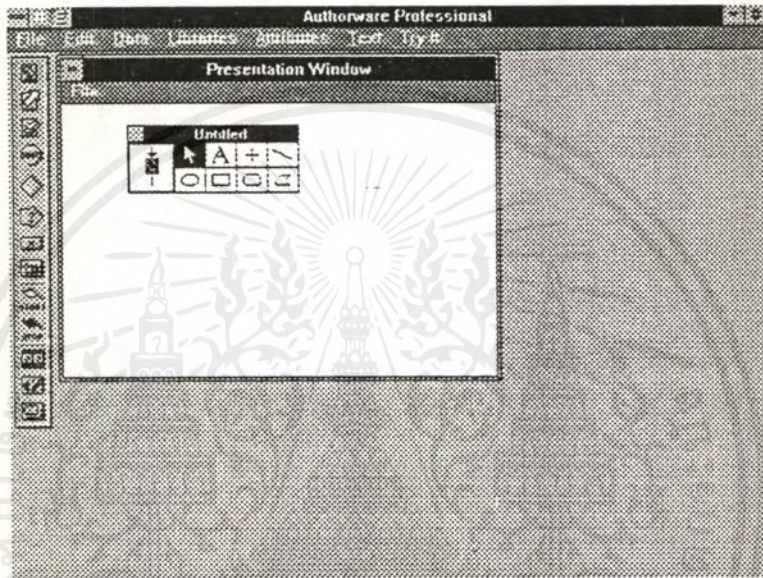 Authorware Professional
File Edit Data Libraries Attributes Text Try It
Presentation Window
File
Untitled
A